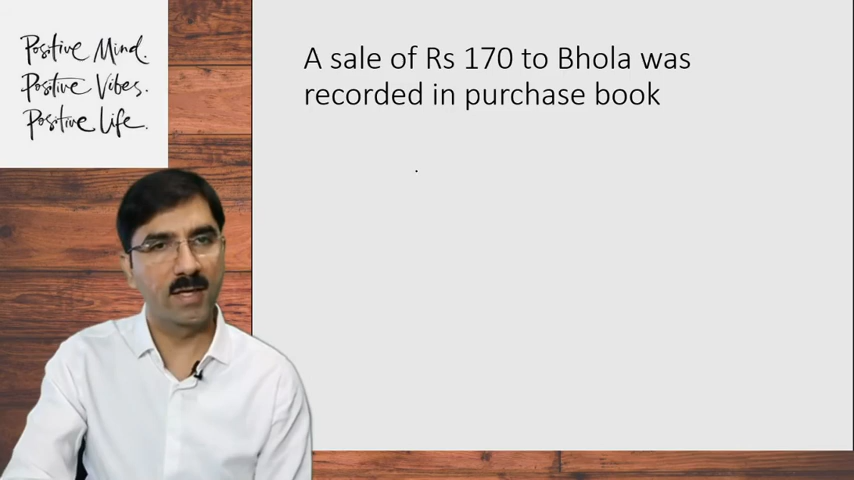 Positive Mind.
Positive Vibes.
Positive Life.
A sale of Rs 170 to Bhola was
recorded in purchase book